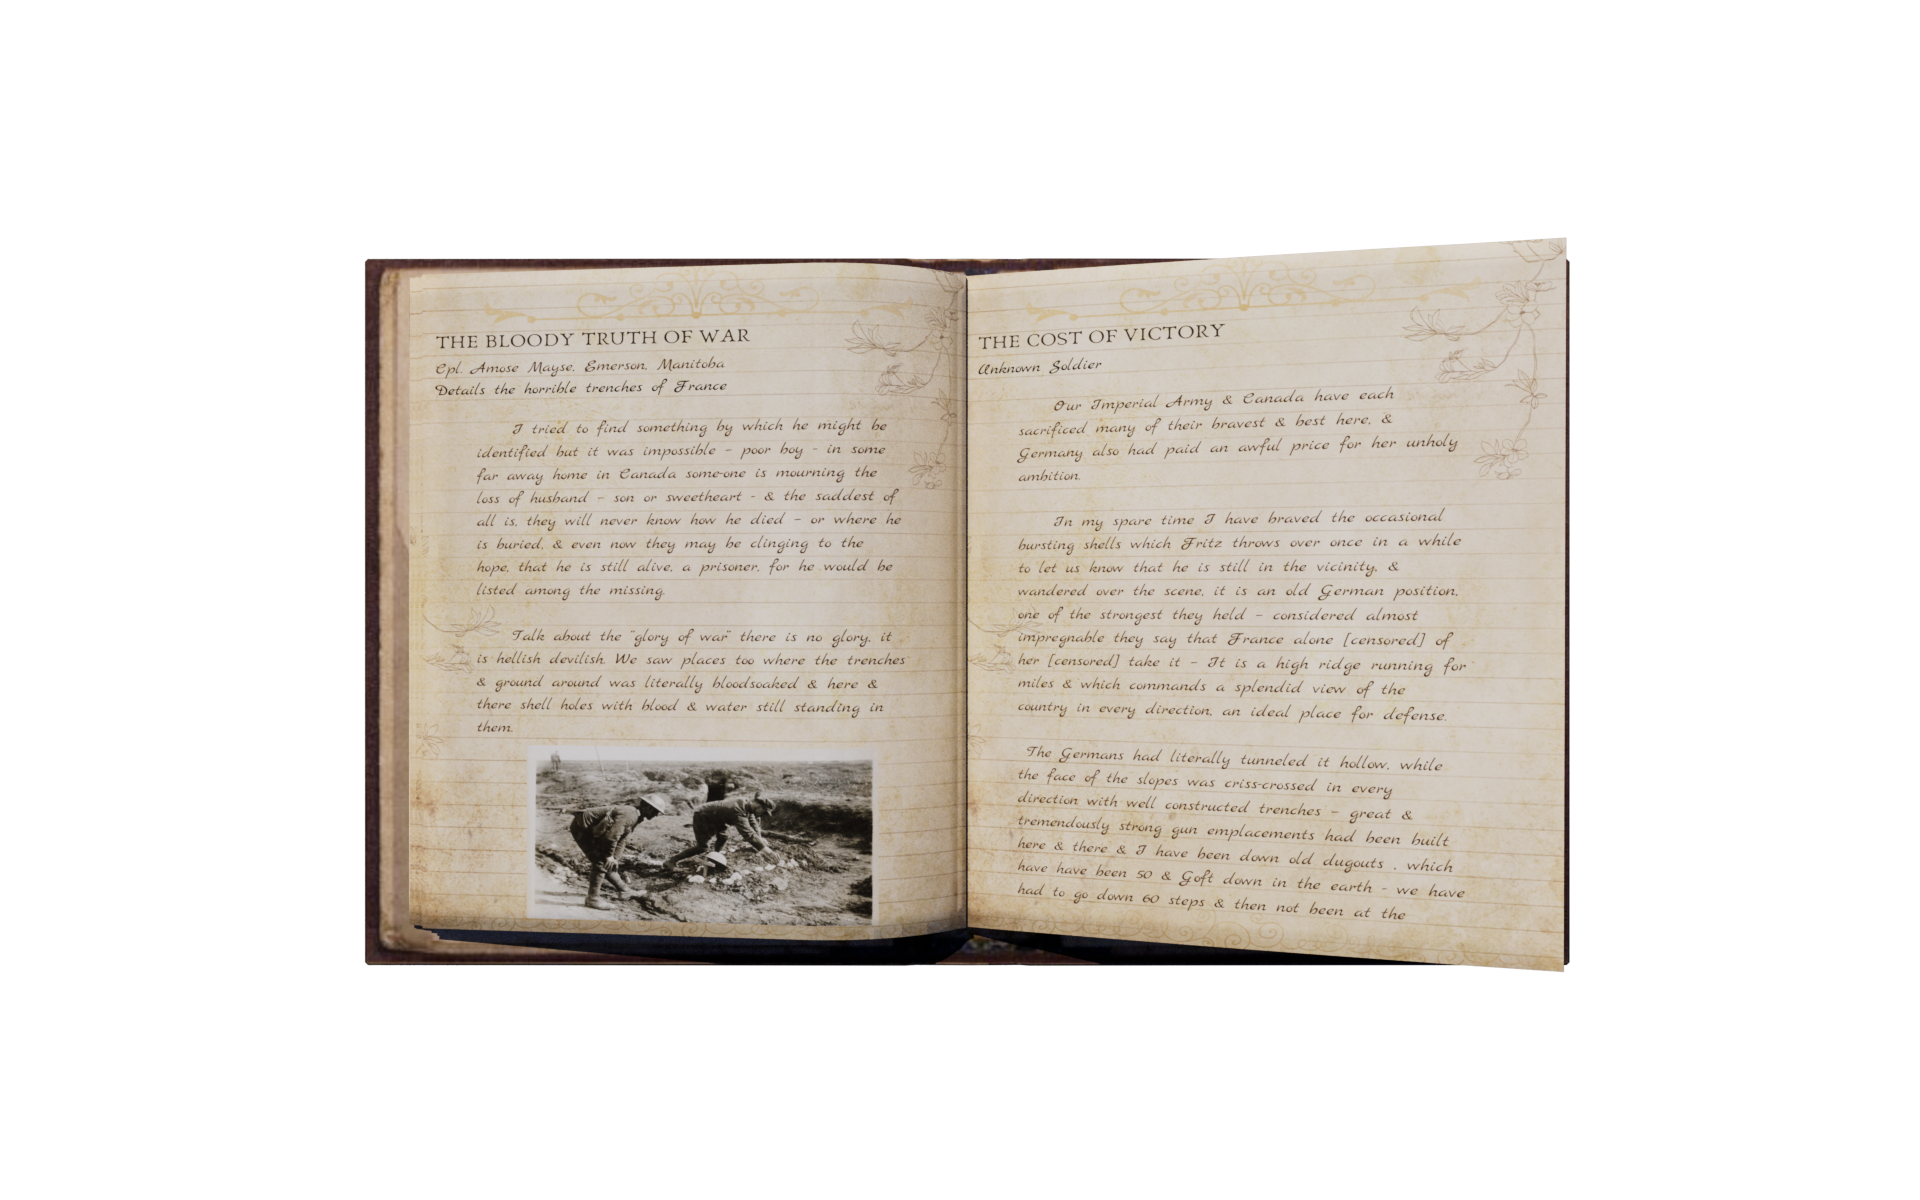 THE BLOODY TRUTH OF WAR
Cpl. Amose Mayse, Emerson, Manitoba
Details the horrible trenches of France
I tried to find something by which he might be
identified but it was impossible – poor boy - in some
far away home in Canada some-one is mourning the
loss of husband – son or sweetheart - & the saddest of
all is, they will never know how he died – or where he
is buried, & even now they may be clinging to the
hope, that he is still alive, a prisoner, for he would be
listed among the missing.
Talk about the "glory of war" there is no glory, it
is hellish devilish. We saw places too where the trenches
& ground around was literally bloodsoaked & here &
there shell holes with blood & water still standing in
them.
THE COST OF VICTORY
Unknown Soldier
Our Imperial Army & Canada have each
sacrificed many of their bravest & best here, &
Germany also had paid an awful price for her unholy
ambition.
In my spare time I have braved the occasional
bursting shells which Fritz throws over once in a while
to let us know that he is still in the vicinity, &
wandered over the scene, it is an old German position,
one of the strongest they held – considered almost
impregnable they say that France alone [censored] of
her [censored] take it – It is a high ridge running for
miles & which commands a splendid view of the
country in every direction, an ideal place for defense.
The Germans had literally tunneled it hollow, while
the face of the slopes was criss-crossed in every
direction with well constructed trenches – great &
tremendously strong gun emplacements had been built
here & there & I have been down old dugouts , which
have have been 50 & 60ft down in the earth - we have
had to go down 60 steps & then not been at the